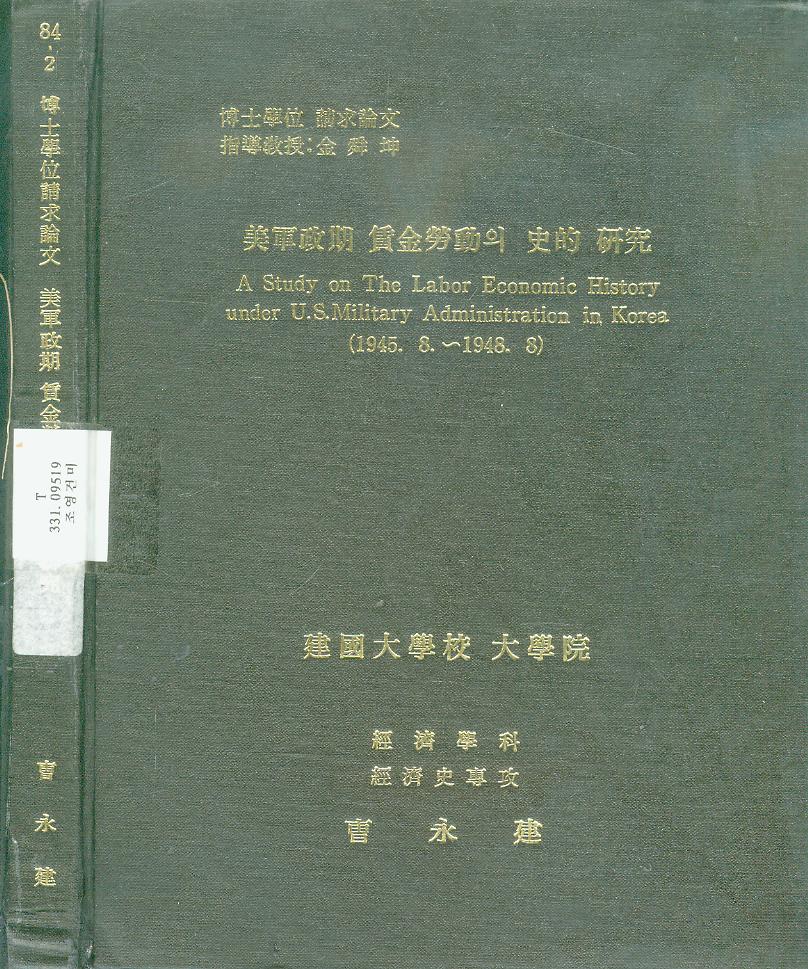 84-2 博士學位請求論文 美軍政期 賃金
T
331.09519
조영건미
曺 永 建
博士學位 請求論文
指導敎授:金 舜 坤
美軍政期 賃金勞動의 史的 硏究
A Study on The Labor Economic History
under U.S.Military Administration in Korea
(1945. 8.~1948. 8)
建國大學校 大學院
經 濟 學 科
經濟史專攻
曺 永 建